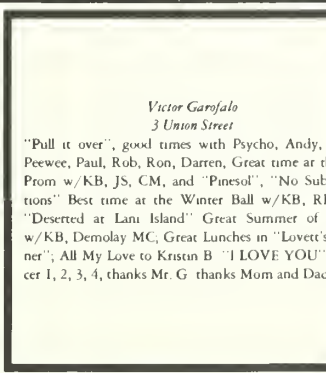 Victor Garofalo
3 Union Street
"Pull it over", good times with Psycho, Andy,
Peewee, Paul, Rob, Ron, Darren, Great time at
Prom w/KB, JS, CM, and "Pinesol", "No Sub
tions" Best time at the Winter Ball w/KB,
"Deserted at Lani Island" Great Summer of
w/KB, Demolay MC, Great Lunches in "Lovett's
ner"; All My Love to Kristin B "I LOVE YOU"
cer 1, 2, 3, 4, thanks Mr. G thanks Mom and Dad